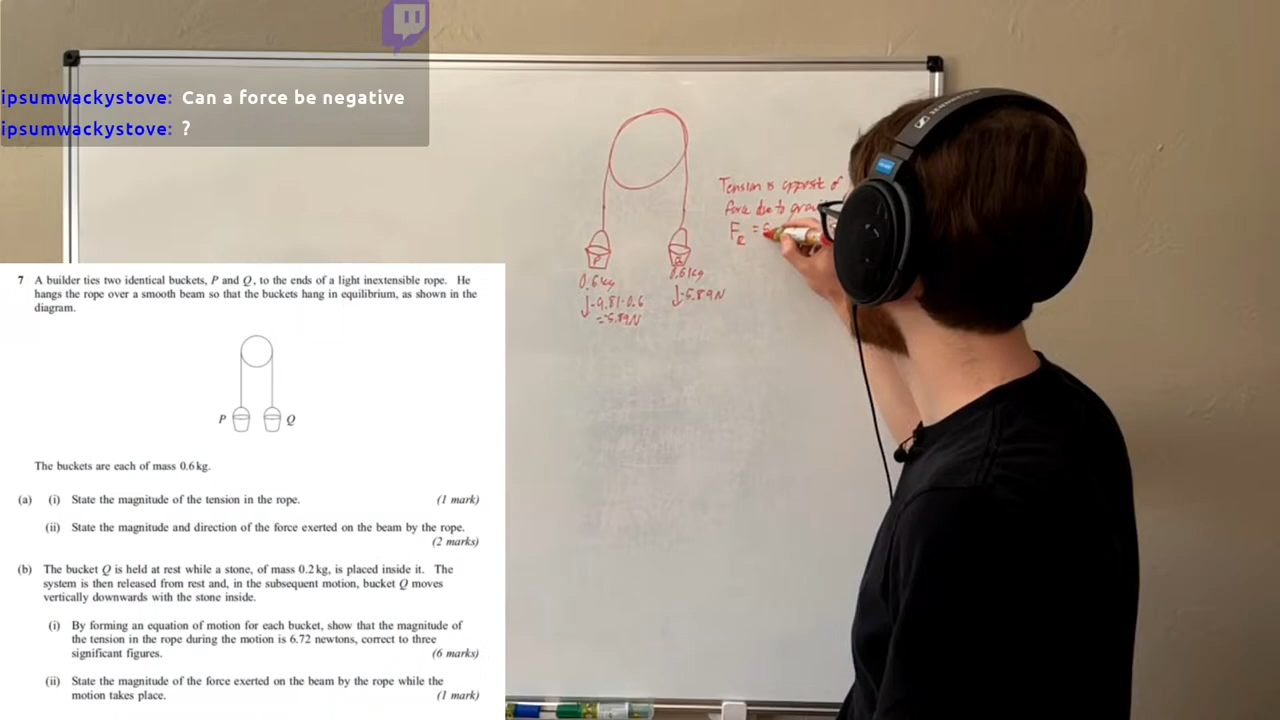 ipsumwackystove: Can a force be negative
ipsumwackystove: ?
7 A builder ties two identical buckets, P and Q, to the ends of a light inextensible rope. He
hangs the rope over a smooth beam so that the buckets hang in equilibrium, as shown in the
diagram.
P Q
The buckets are each of mass 0.6 kg.
(a) (i) State the magnitude of the tension in the rope. (1 mark)
(ii) State the magnitude and direction of the force exerted on the beam by the rope.
(2 marks)
(b) The bucket Q is held at rest while a stone, of mass 0.2 kg, is placed inside it. The
system is then released from rest and, in the subsequent motion, bucket Q moves
vertically downwards with the stone inside.
(i) By forming an equation of motion for each bucket, show that the magnitude of
the tension in the rope during the motion is 6.72 newtons, correct to three
significant figures. (6 marks)
(ii) State the magnitude of the force exerted on the beam by the rope while the
motion takes place. (1 mark)
Tension is opposit of
force due to
F =
P Q
0.6kg 0.6kg
↓-9.81·0.6 ↓-5.89N
=-5.89N